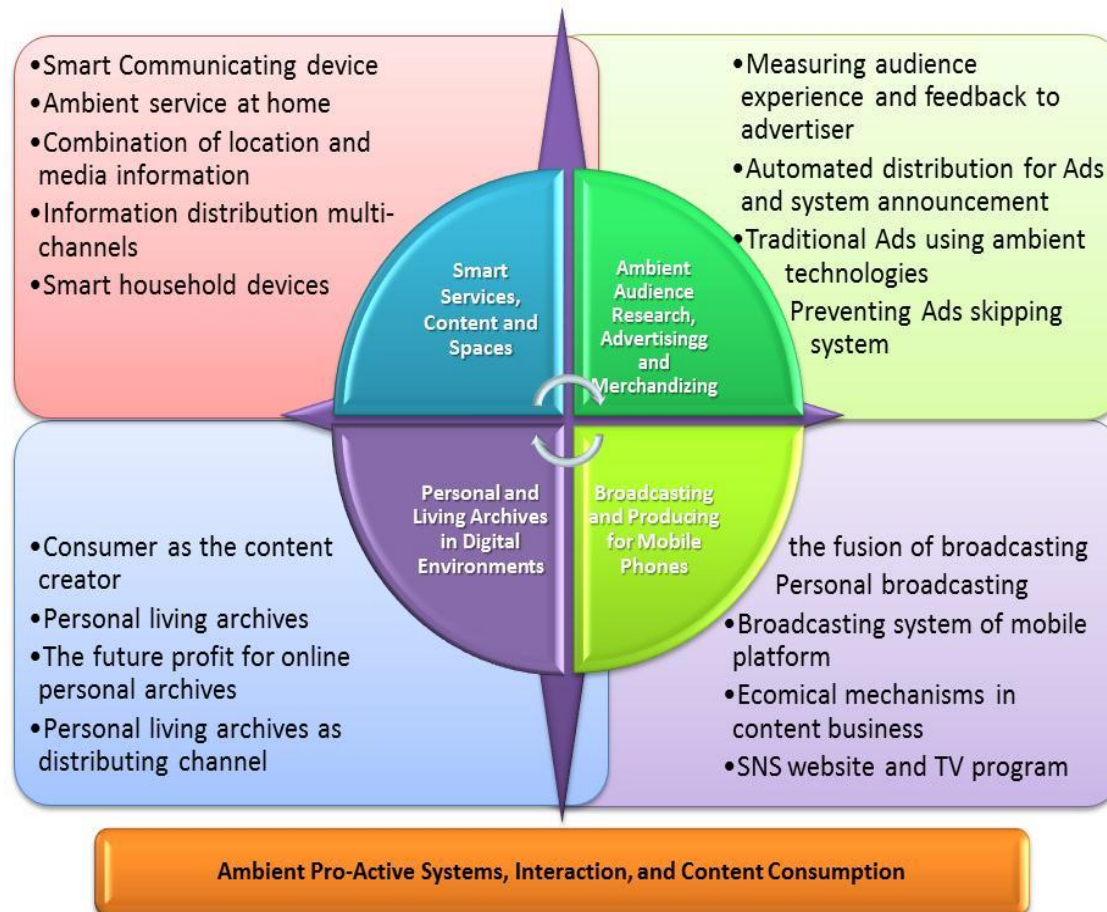 •Smart Communicating device
•Ambient service at home
•Combination of location and
media information
•Information distribution multi-
channels
•Smart household devices
•Measuring audience
experience and feedback to
advertiser
•Automated distribution for Ads
and system announcement
•Traditional Ads using ambient
technologies
Preventing Ads skipping
system
Smart
Services,
Content and
Spaces
Ambient
Audience
Research,
Advertisingg
and
Merchandizing
Personal and
Living Archives
in Digital
Environments
Broadcasting
and Producing
for Mobile
Phones
•Consumer as the content
creator
•Personal living archives
•The future profit for online
personal archives
•Personal living archives as
distributing channel
the fusion of broadcasting
Personal broadcasting
•Broadcasting system of mobile
platform
•Ecomical mechanisms in
content business
•SNS website and TV program
Ambient Pro-Active Systems, Interaction, and Content Consumption